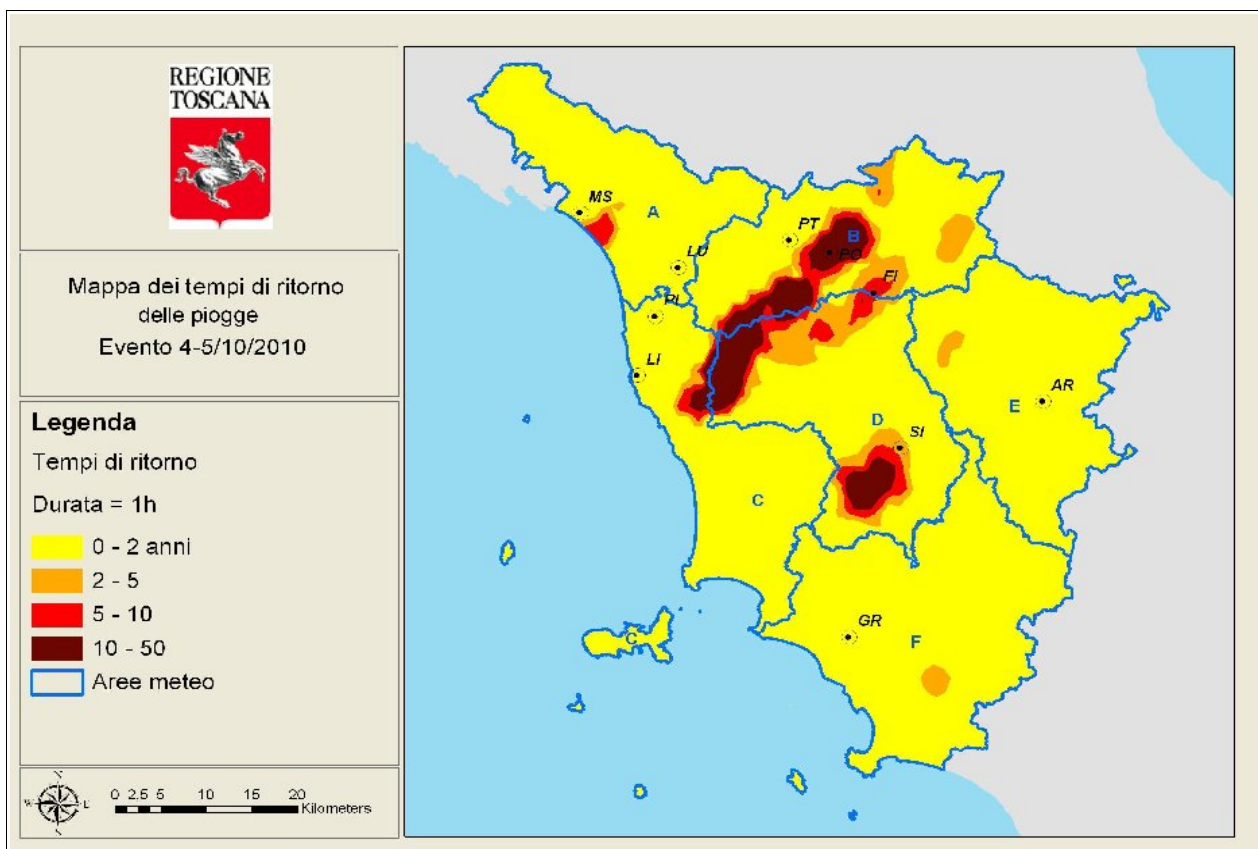 REGIONE
TOSCANA
Mappa dei tempi di ritorno
delle piogge
Evento 4-5/10/2010
Legenda
Tempi di ritorno
Durata = 1h
0 - 2 anni
2 - 5
5 - 10
10 - 50
Aree meteo
N
W
E
S
0 2,5 5 10 15 20
Kilometers
MS
A
PT
B
PO
LU
FI
PI
LI
AR
E
D
SI
C
C
GR
F